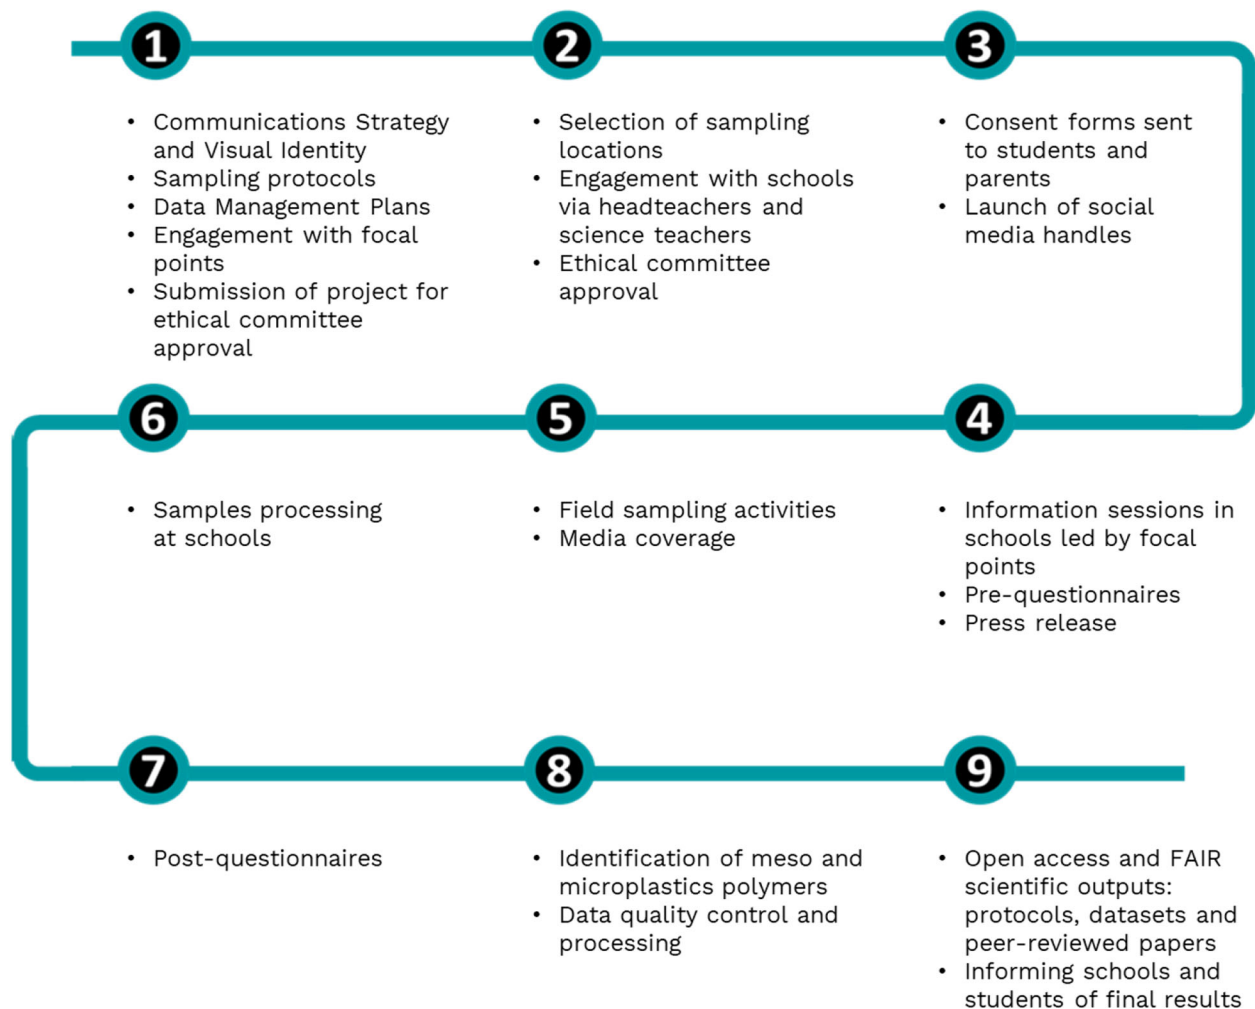 1
2
3
• Communications Strategy
and Visual Identity
• Sampling protocols
• Data Management Plans
• Engagement with focal
points
• Submission of project for
ethical committee
approval
• Selection of sampling
locations
• Engagement with schools
via headteachers and
science teachers
• Ethical committee
approval
• Consent forms sent
to students and
parents
• Launch of social
media handles
4
• Information sessions in
schools led by focal
points
• Pre-questionnaires
• Press release
5
• Field sampling activities
• Media coverage
6
• Samples processing
at schools
7
• Post-questionnaires
8
• Identification of meso and
microplastics polymers
• Data quality control and
processing
9
• Open access and FAIR
scientific outputs:
protocols, datasets and
peer-reviewed papers
• Informing schools and
students of final results